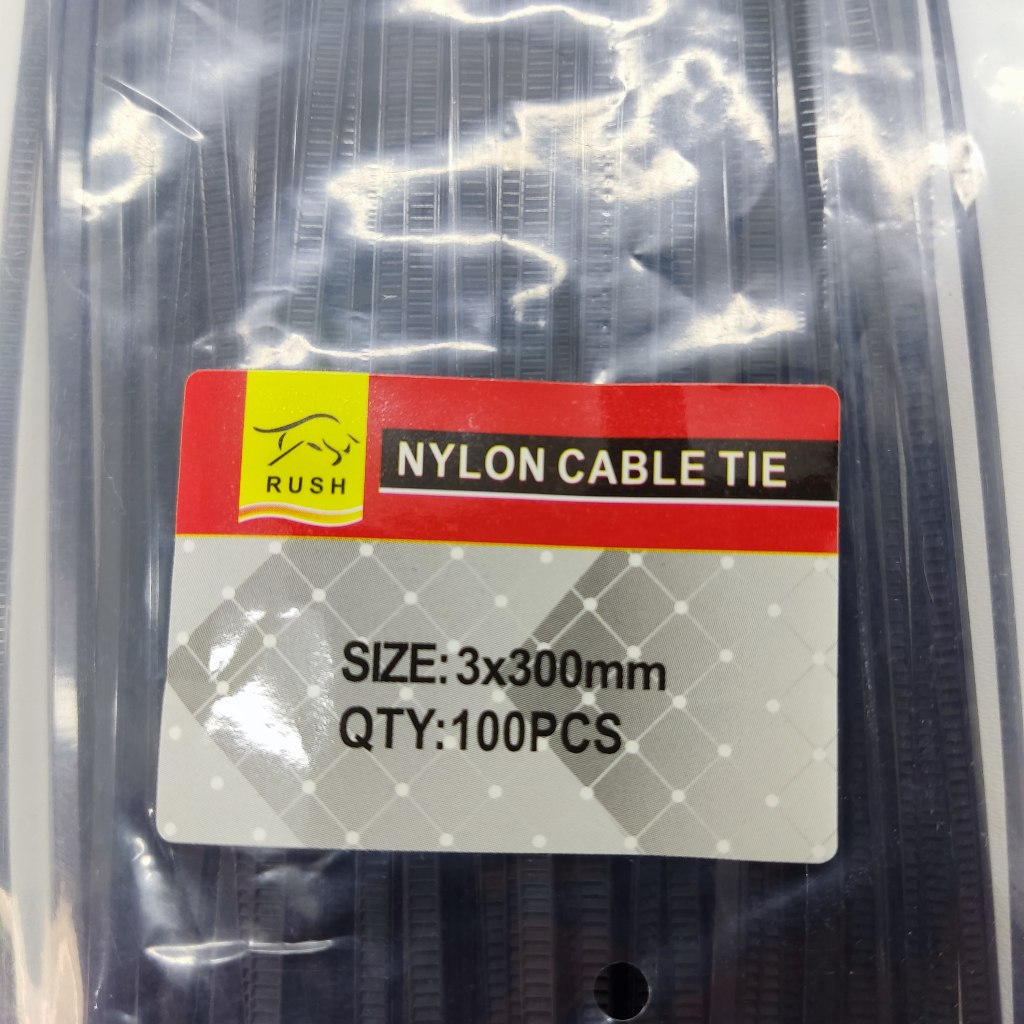 RUSH
NYLON CABLE TIE
SIZE: 3x300mm
QTY:100PCS